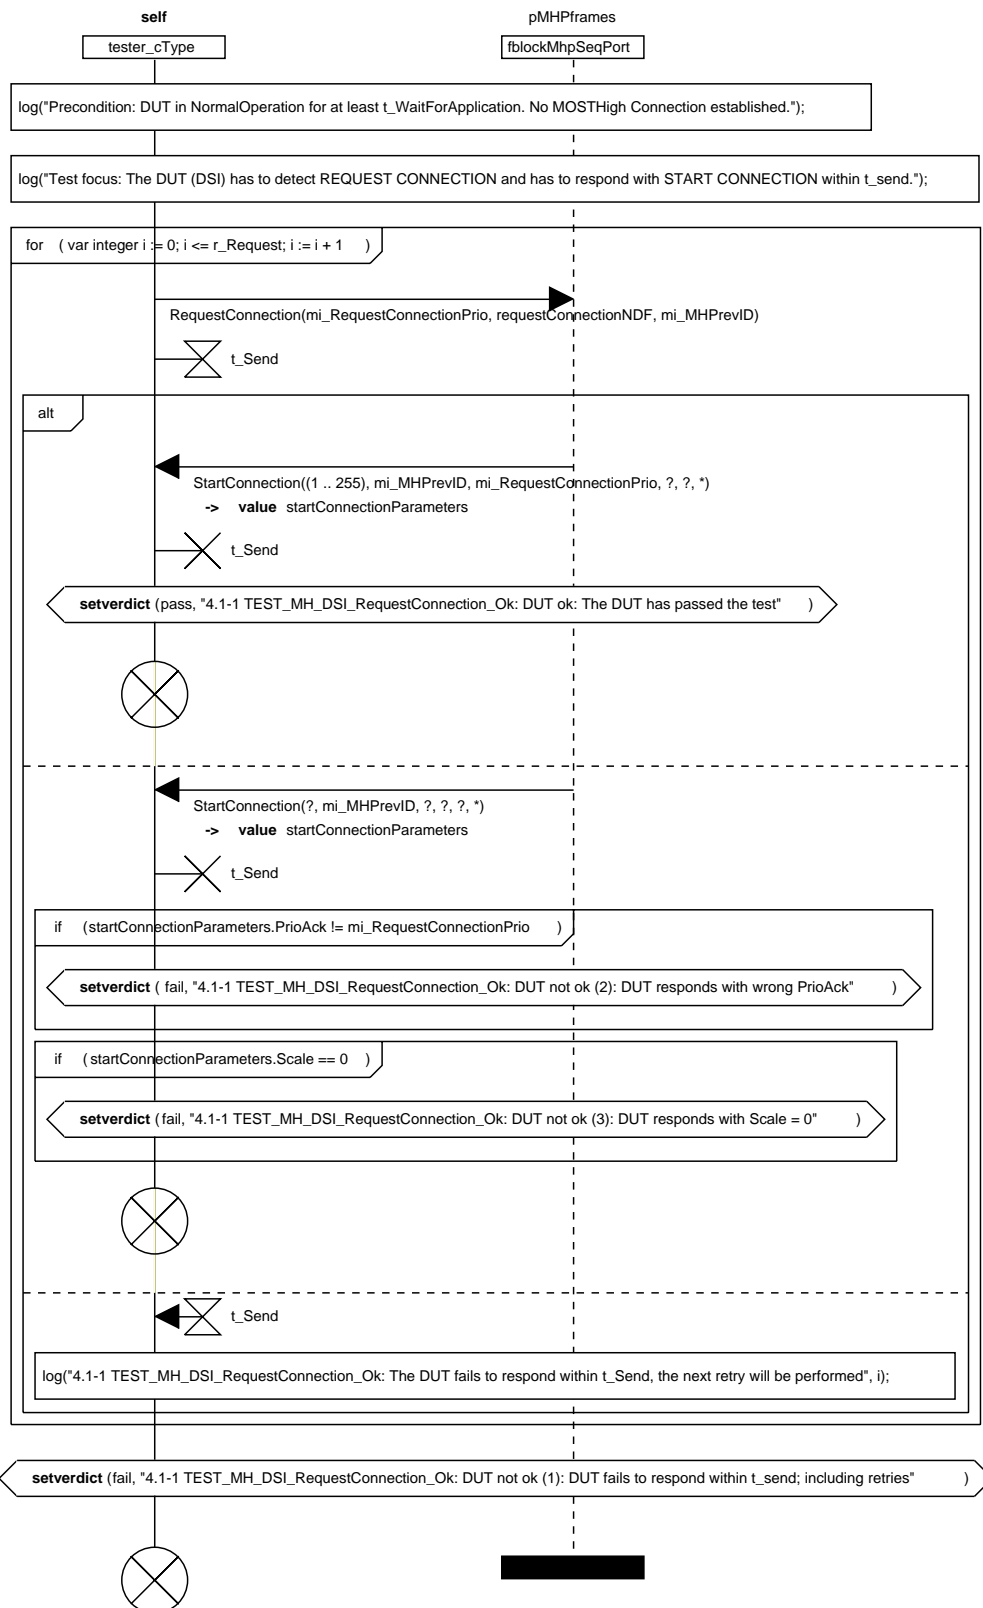 self
pMHPframes
tester_cType
fblockMhpSeqPort
log("Precondition: DUT in NormalOperation for at least t_WaitForApplication. No MOSTHigh Connection established.");
log("Test focus: The DUT (DSI) has to detect REQUEST CONNECTION and has to respond with START CONNECTION within t_send.");
for ( var integer i := 0; i <= r_Request; i := i + 1 )
RequestConnection(mi_RequestConnectionPrio, requestConnectionNDF, mi_MHPrevID)
t_Send
alt
StartConnection((1 .. 255), mi_MHPrevID, mi_RequestConnectionPrio, ?, ?, *)
-> value startConnectionParameters
t_Send
setverdict (pass, "4.1-1 TEST_MH_DSI_RequestConnection_Ok: DUT ok: The DUT has passed the test" )
StartConnection(?, mi_MHPrevID, ?, ?, ?, *)
-> value startConnectionParameters
t_Send
if (startConnectionParameters.PrioAck != mi_RequestConnectionPrio )
setverdict ( fail, "4.1-1 TEST_MH_DSI_RequestConnection_Ok: DUT not ok (2): DUT responds with wrong PrioAck" )
if (startConnectionParameters.Scale == 0 )
setverdict (fail, "4.1-1 TEST_MH_DSI_RequestConnection_Ok: DUT not ok (3): DUT responds with Scale = 0" )
t_Send
log("4.1-1 TEST_MH_DSI_RequestConnection_Ok: The DUT fails to respond within t_Send, the next retry will be performed", i);
setverdict (fail, "4.1-1 TEST_MH_DSI_RequestConnection_Ok: DUT not ok (1): DUT fails to respond within t_send; including retries" )